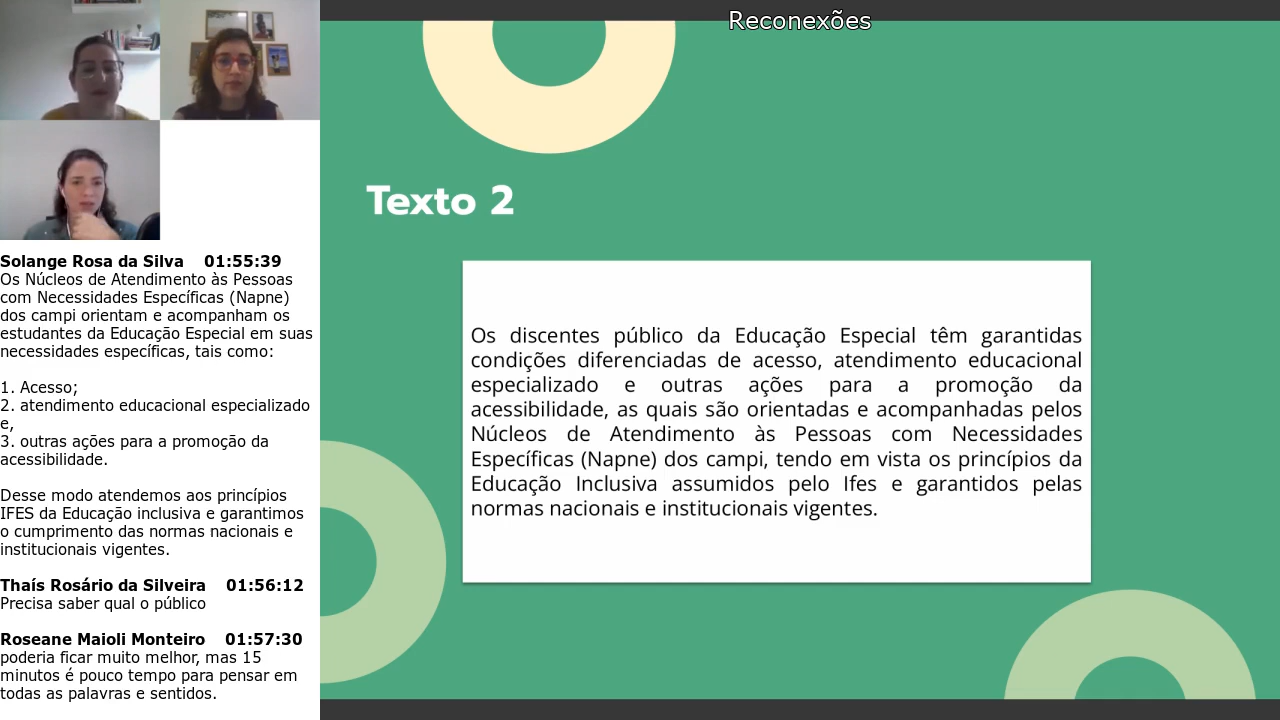 Reconexões
Solange Rosa da Silva 01:55:39
Os Núcleos de Atendimento às Pessoas
com Necessidades Específicas (Napne)
dos campi orientam e acompanham os
estudantes da Educação Especial em suas
necessidades específicas, tais como:
1. Acesso;
2. atendimento educacional especializado
e,
3. outras ações para a promoção da
acessibilidade.
Desse modo atendemos aos princípios
IFES da Educação inclusiva e garantimos
o cumprimento das normas nacionais e
institucionais vigentes.
Thaís Rosário da Silveira 01:56:12
Precisa saber qual o público
Roseane Maioli Monteiro 01:57:30
poderia ficar muito melhor, mas 15
minutos é pouco tempo para pensar em
todas as palavras e sentidos.
Texto 2
Os discentes público da Educação Especial têm garantidas
condições diferenciadas de acesso, atendimento educacional
especializado e outras ações para a promoção da
acessibilidade, as quais são orientadas e acompanhadas pelos
Núcleos de Atendimento às Pessoas com Necessidades
Específicas (Napne) dos campi, tendo em vista os princípios da
Educação Inclusiva assumidos pelo Ifes e garantidos pelas
normas nacionais e institucionais vigentes.